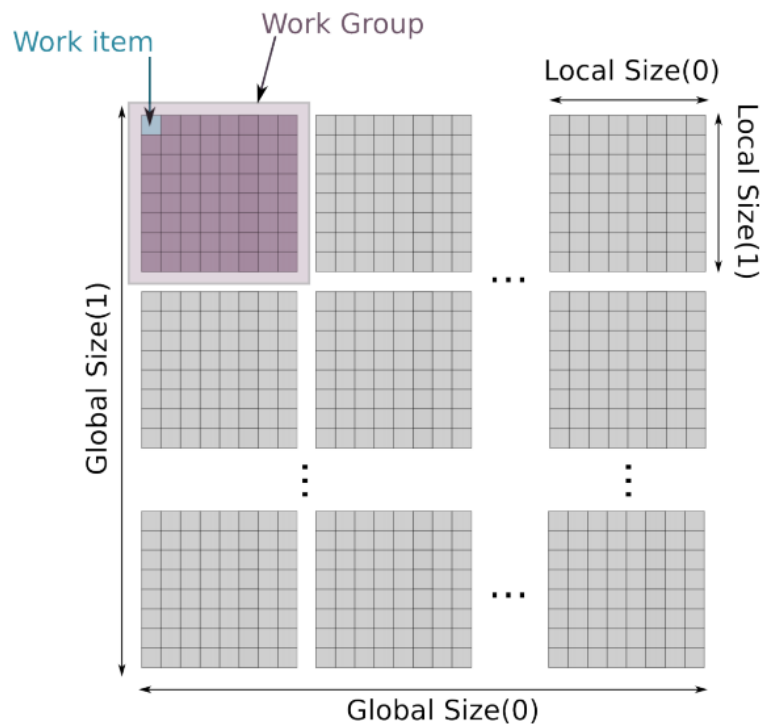 Work Group
Work item
Local Size(0)
Local Size(1)
Global Size(1)
...
...
Global Size(0)